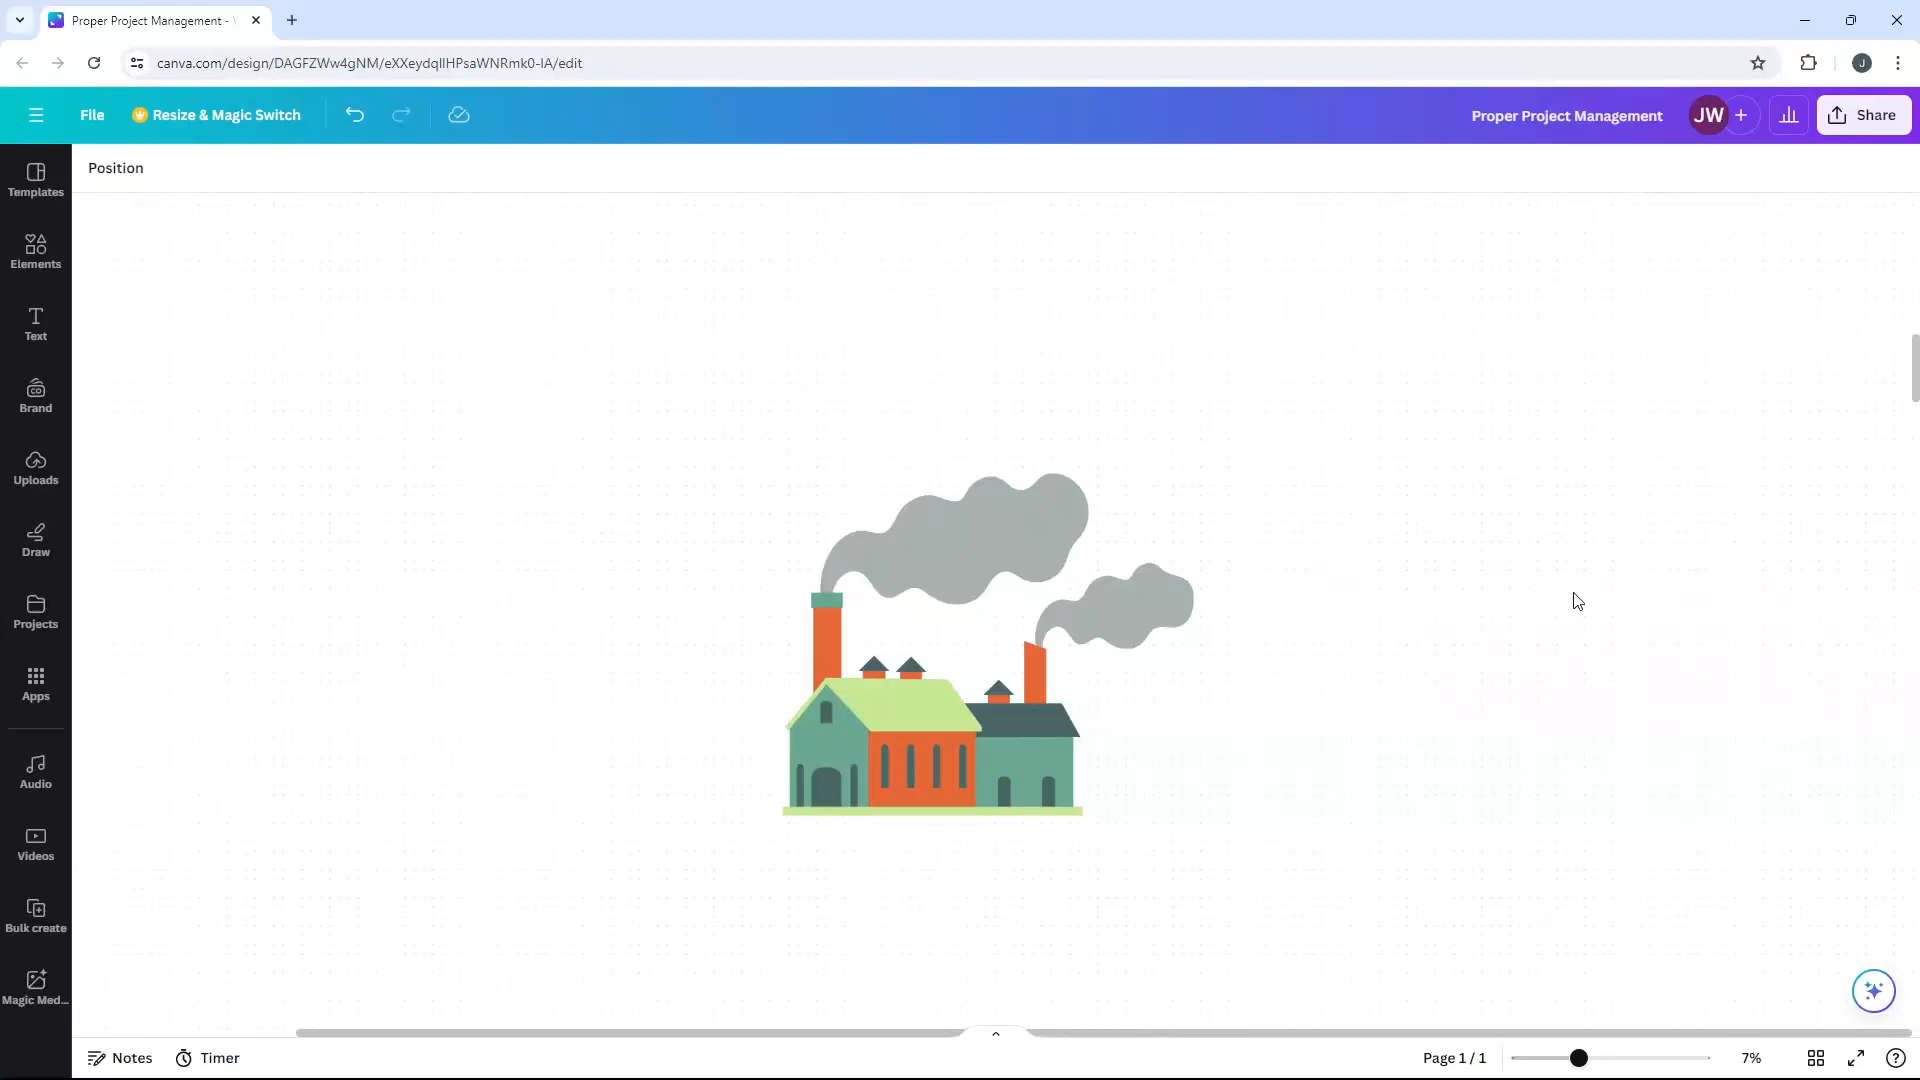 Proper Project Management -
canva.com/design/DAGFZWw4gNM/eXXeydqIlHPsaWNRmk0-lA/edit
J
File
Resize & Magic Switch
Proper Project Management
JW
Share
Position
Templates
Elements
Text
Brand
Uploads
Draw
Projects
Apps
Audio
Videos
Bulk create
Magic Med...
Notes
Timer
Page 1 / 1
7%